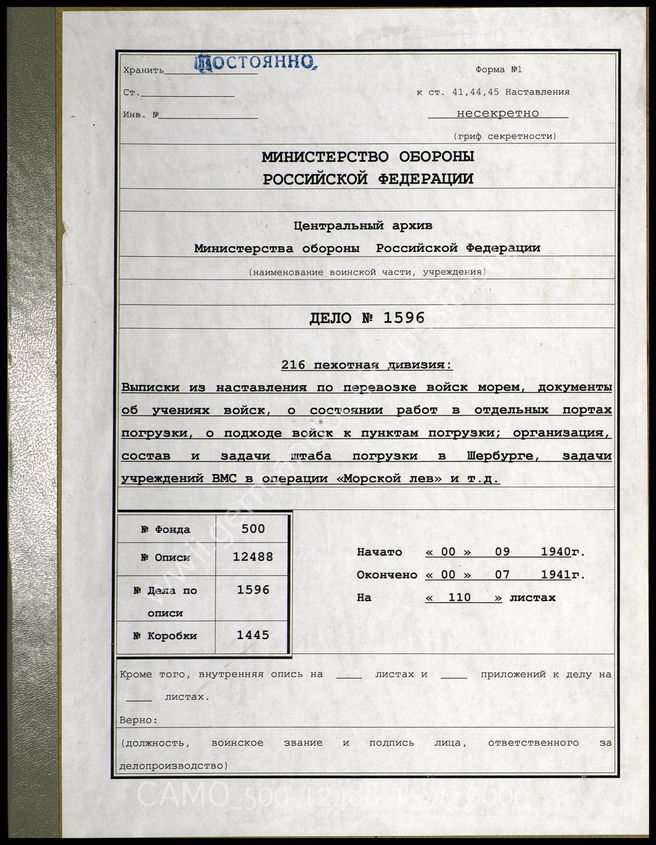 Хранить ПОСТОЯННО
Форма №1
Ст.
к ст. 41,44,45 Наставления
Инв. №
несекретно
(гриф секретности)
МИНИСТЕРСТВО ОБОРОНЫ
РОССИЙСКОЙ ФЕДЕРАЦИИ
Центральный архив
Министерства обороны Российской Федерации
(наименование воинской части, учреждения)
ДЕЛО № 1596
216 пехотная дивизия:
Выписки из наставления по перевозке войск морем, документы
об учениях войск, о состоянии работ в отдельных портах
погрузки, о подходе войск к пунктам погрузки; организация,
состав и задачи штаба погрузки в Шербурге, задачи
учреждений ВМС в операции «Морской лев» и т.д.
№ Фонда 500
№ Описи 12488
№ Дела по описи 1596
№ Коробки 1445
Начато « 00 » 09 1940г.
Окончено « 00 » 07 1941г.
На « 110 » листах
Кроме того, внутренняя опись на ____ листах и ____ приложений к делу на
____ листах.
Верно:
(должность, воинское звание и подпись лица, ответственного за
делопроизводство)
CAMO_500_12488_1596_0000